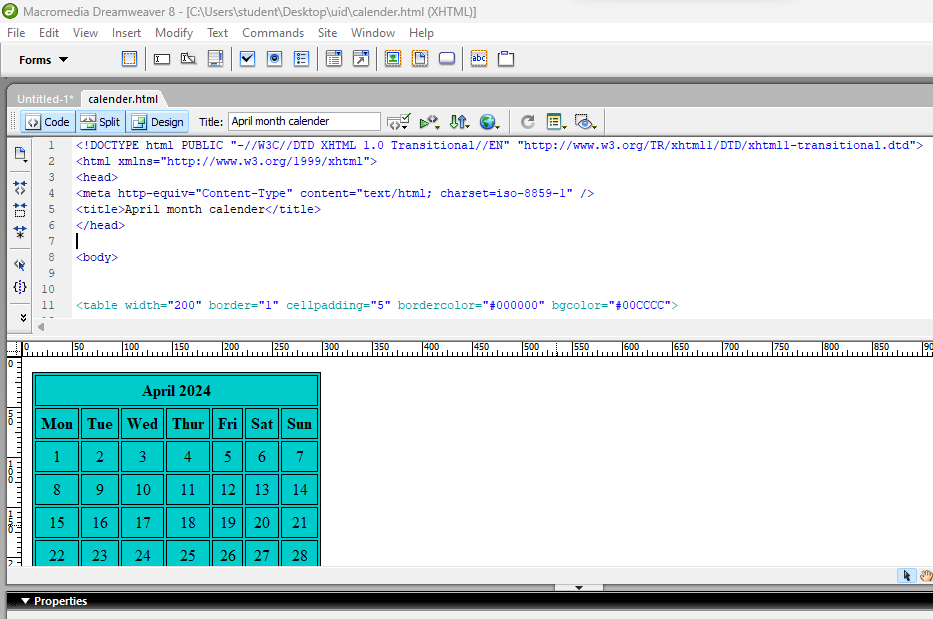 Macromedia Dreamweaver 8 - [C:\Users\student\Desktop\uid\calender.html (XHTML)]
File Edit View Insert Modify Text Commands Site Window Help
Forms
abc
Untitled-1* calender.html
Code Split Design Title: April month calender
1 <!DOCTYPE html PUBLIC "-//W3C//DTD XHTML 1.0 Transitional//EN" "http://www.w3.org/TR/xhtml1/DTD/xhtml1-transitional.dtd">
2 <html xmlns="http://www.w3.org/1999/xhtml">
3 <head>
4 <meta http-equiv="Content-Type" content="text/html; charset=iso-8859-1" />
5 <title>April month calender</title>
6 </head>
7
8 <body>
9
10
11 <table width="200" border="1" cellpadding="5" bordercolor="#000000" bgcolor="#00CCCC">
0 50 100 150 200 250 300 350 400 450 500 550 600 650 700 750 800 850 90
0
50
100
150
2
April 2024
Mon Tue Wed Thur Fri Sat Sun
1 2 3 4 5 6 7
8 9 10 11 12 13 14
15 16 17 18 19 20 21
22 23 24 25 26 27 28
Properties